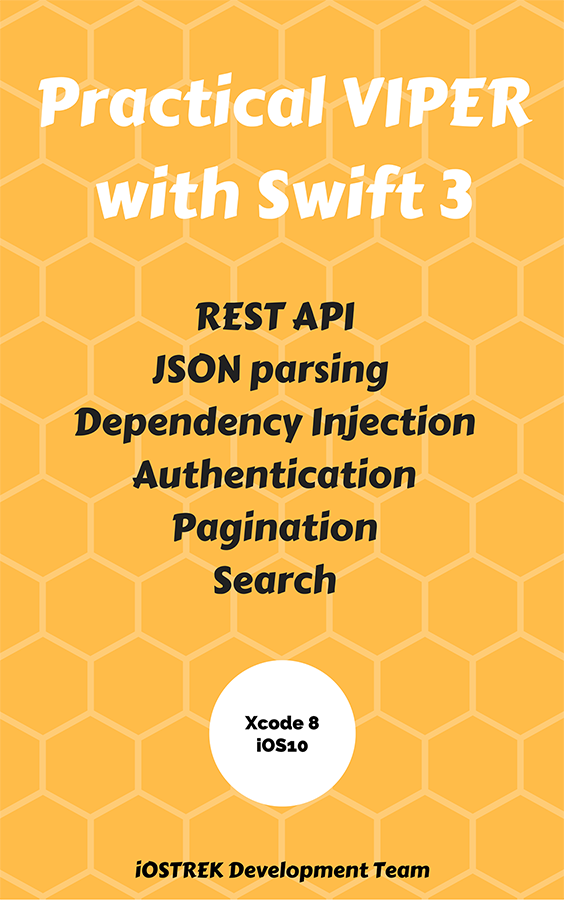 Practical VIPER
with Swift 3
REST API
JSON parsing
Dependency Injection
Authentication
Pagination
Search
Xcode 8
iOS10
iOSTREK Development Team